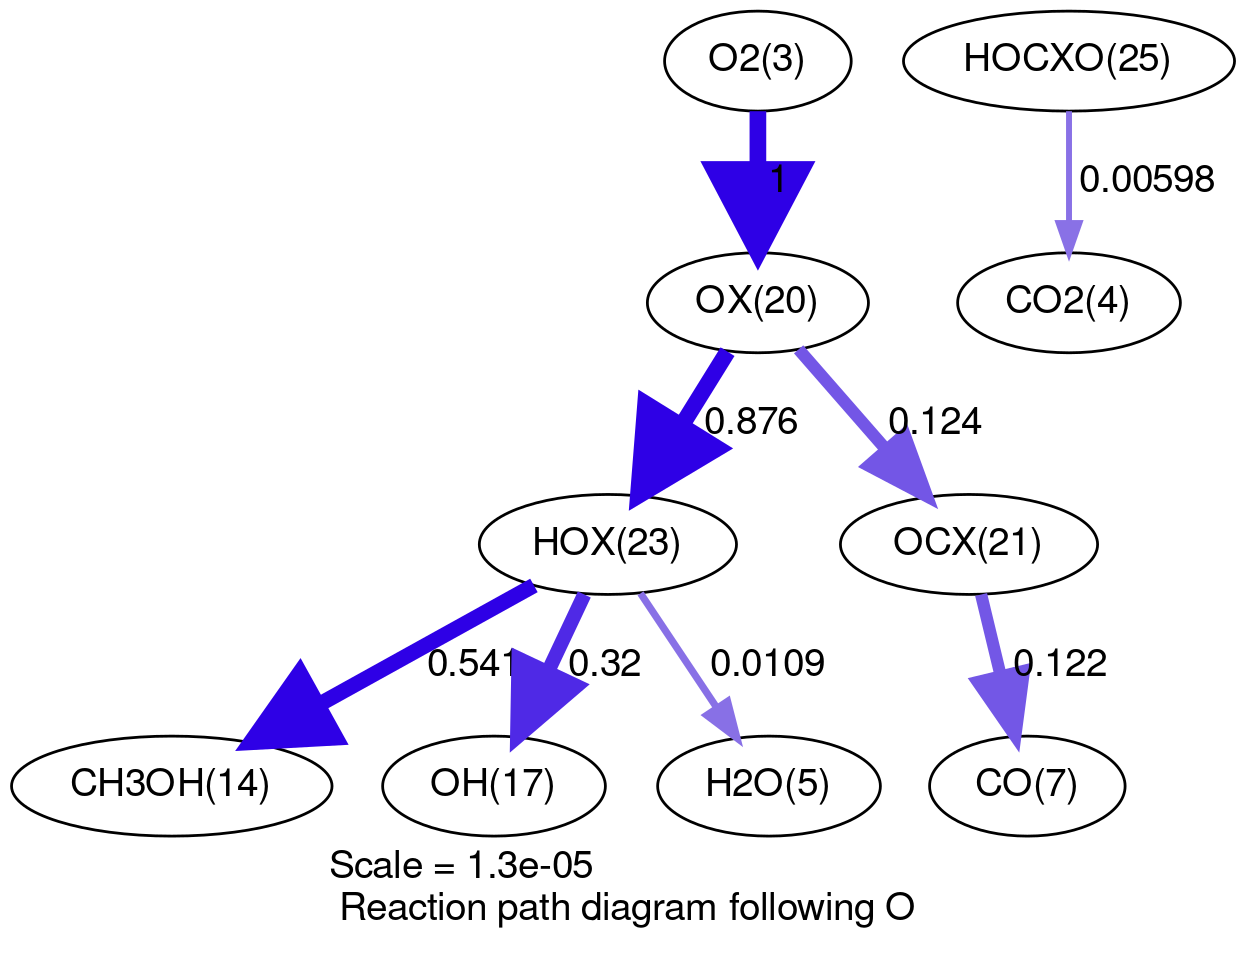 O2(3)
HOCXO(25)
1
0.00598
OX(20)
CO2(4)
0.876
0.124
HOX(23)
OCX(21)
0.541
0.32
0.0109
0.122
CH3OH(14)
OH(17)
H2O(5)
CO(7)
Scale = 1.3e-05
Reaction path diagram following O